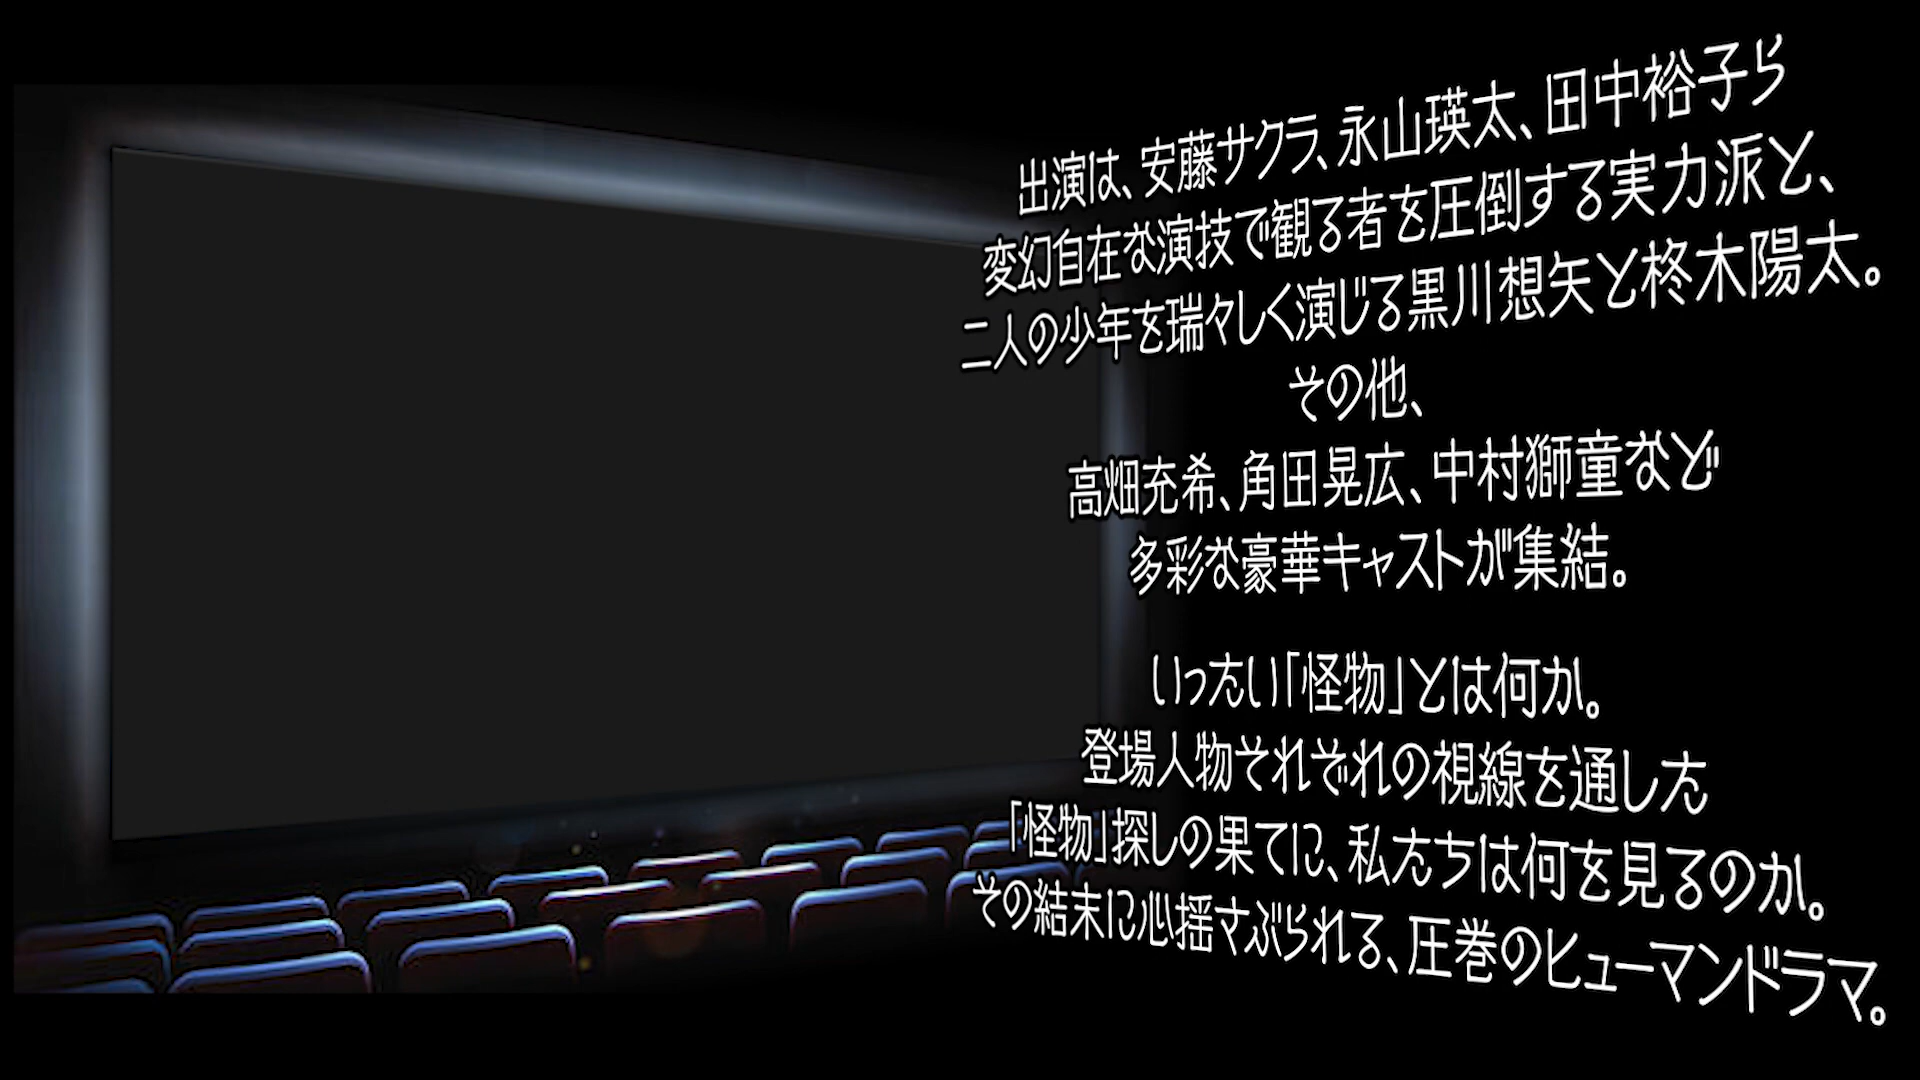 出演は、安藤サクラ、永山瑛太、田中裕子ら
変幻自在な演技で観る者を圧倒する実力派と、
二人の少年を瑞々しく演じる黒川想矢と柊木陽太。
その他、
高畑充希、角田晃広、中村獅童など
多彩な豪華キャストが集結。
いったい「怪物」とは何か。
登場人物それぞれの視線を通した
「怪物」探しの果てに、私たちは何を見るのか。
その結末に心揺さぶられる、圧巻のヒューマンドラマ。